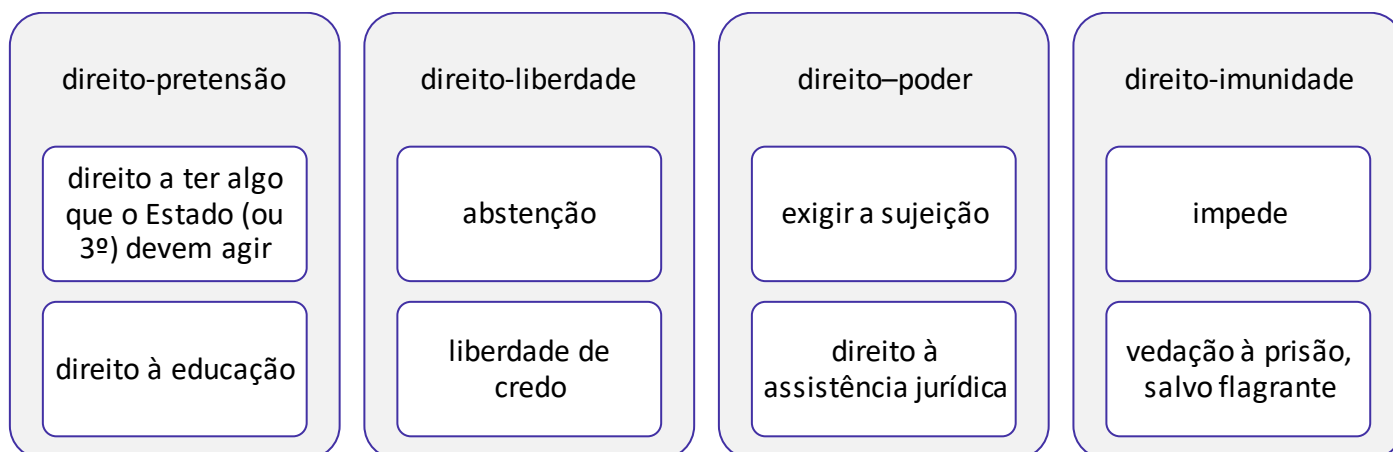 direito-pretensão
direito a ter algo
que o Estado (ou
3º) devem agir
direito à educação
direito-liberdade
abstenção
liberdade de
credo
direito–poder
exigir a sujeição
direito à
assistência jurídica
direito-imunidade
impede
vedação à prisão,
salvo flagrante